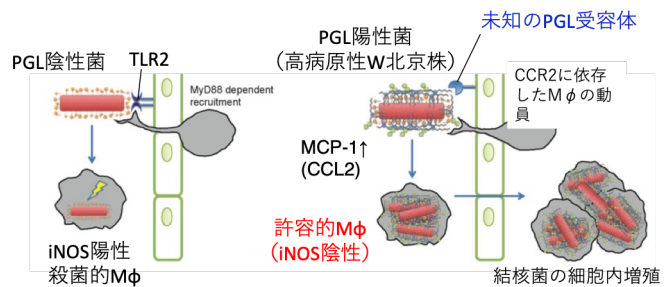 PGL陰性菌
TLR2
MyD88 dependent
recruitment
iNOS陽性
殺菌的Mφ
PGL陽性菌
（高病原性W北京株）
未知のPGL受容体
CCR2に依存
したMφの動
員
MCP-1↑
(CCL2)
許容的Mφ
（iNOS陰性）
結核菌の細胞内増殖